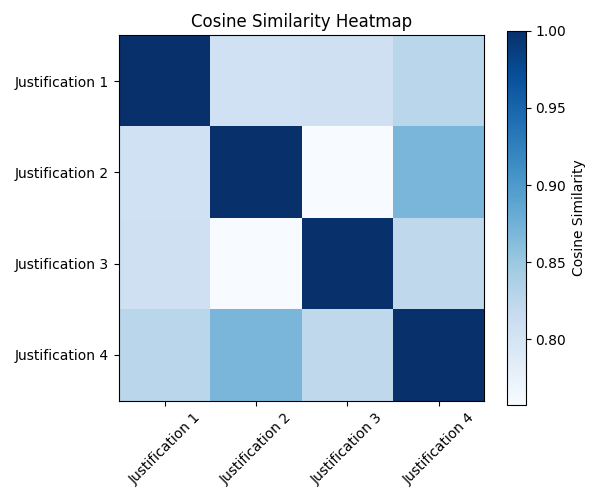 Cosine Similarity Heatmap
Justification 1
Justification 2
Justification 3
Justification 4
Justification 1
Justification 2
Justification 3
Justification 4
1.00
0.95
0.90
0.85
0.80
Cosine Similarity